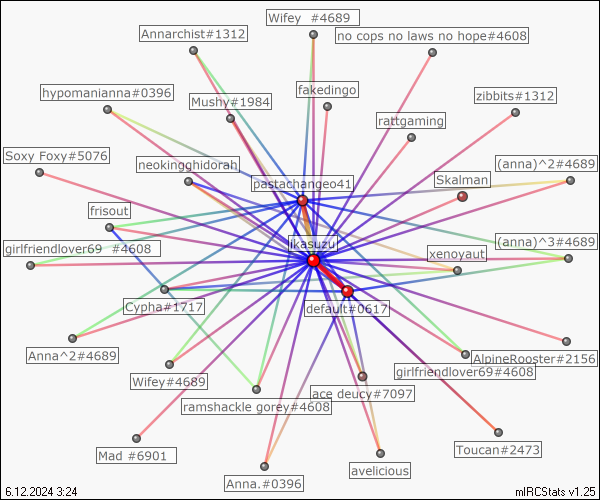 Wifey #4689
Annarchist#1312
no cops no laws no hope#4608
hypomanianna#0396
Mushy#1984
fakedingo
zibbits#1312
rattgaming
Soxy Foxy#5076
neokingghidorah
(anna)^2#4689
pastachangeo41
Skalman
frisout
girlfriendlover69 #4608
likasuzu
(anna)^3#4689
xenoyaut
Cypha#1717
default#0617
Anna^2#4689
AlpineRooster#2156
Wifey#4689
girlfriendlover69#4608
ace deucy#7097
ramshackle gorey#4608
Mad #6901
Toucan#2473
Anna.#0396
avelicious
6.12.2024 3:24
mIRCStats v1.25